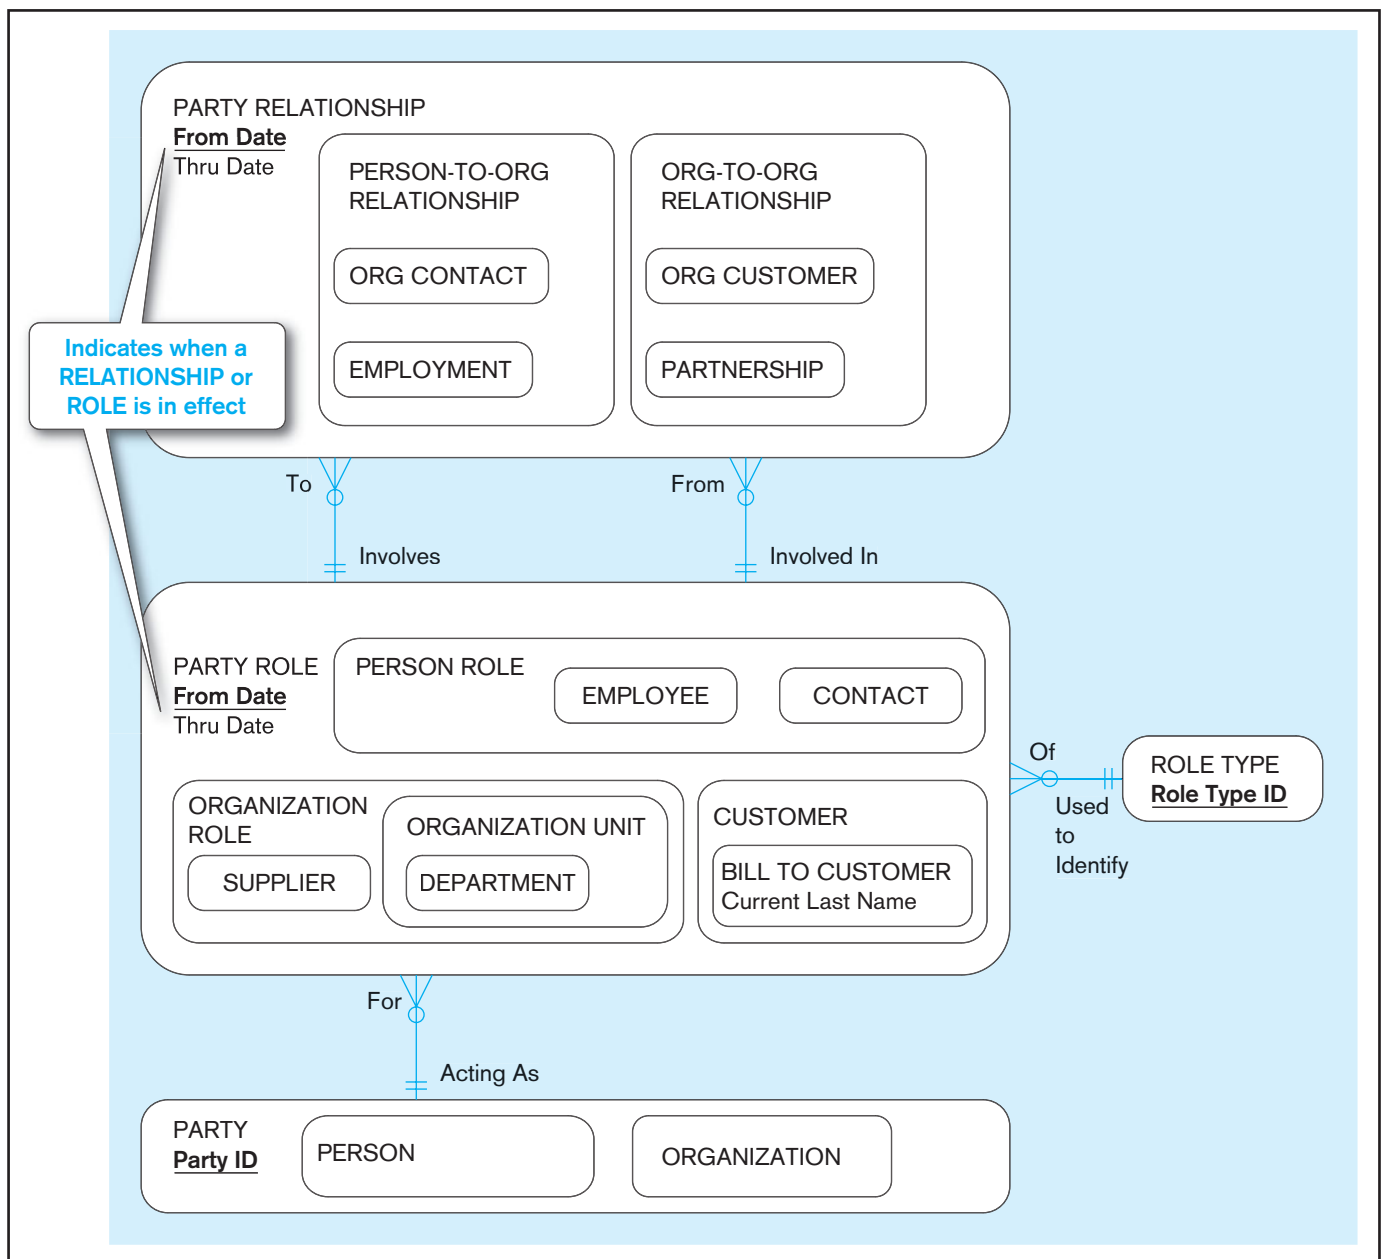 PARTY RELATIONSHIP
From Date
Thru Date
PERSON-TO-ORG
RELATIONSHIP
ORG CONTACT
EMPLOYMENT
ORG-TO-ORG
RELATIONSHIP
ORG CUSTOMER
PARTNERSHIP
Indicates when a
RELATIONSHIP or
ROLE is in effect
To
From
Involves
Involved In
PARTY ROLE
From Date
Thru Date
PERSON ROLE
EMPLOYEE
CONTACT
ORGANIZATION
ROLE
SUPPLIER
ORGANIZATION UNIT
DEPARTMENT
CUSTOMER
BILL TO CUSTOMER
Current Last Name
Of
Used
to
Identify
ROLE TYPE
Role Type ID
For
Acting As
PARTY
Party ID
PERSON
ORGANIZATION